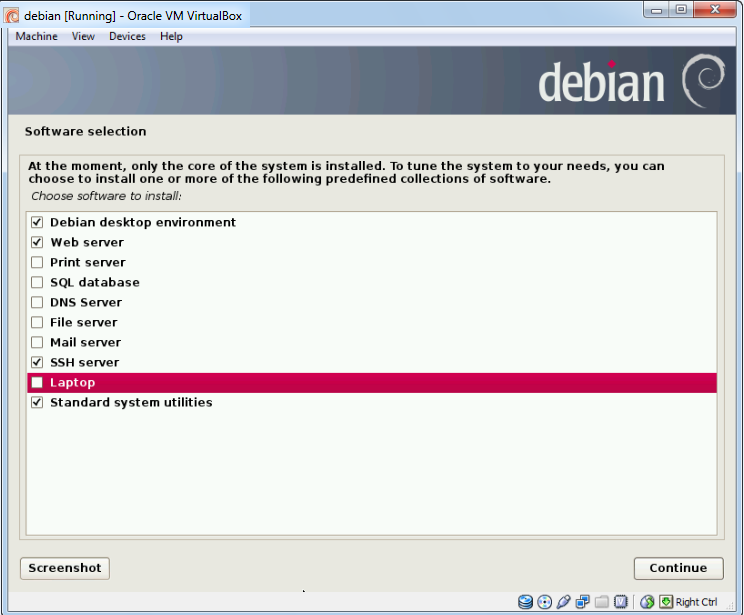 debian [Running] - Oracle VM VirtualBox
Machine View Devices Help
debian
Software selection
At the moment, only the core of the system is installed. To tune the system to your needs, you can
choose to install one or more of the following predefined collections of software.
Choose software to install:
Debian desktop environment
Web server
Print server
SQL database
DNS Server
File server
Mail server
SSH server
Laptop
Standard system utilities
Screenshot
Continue
Right Ctrl